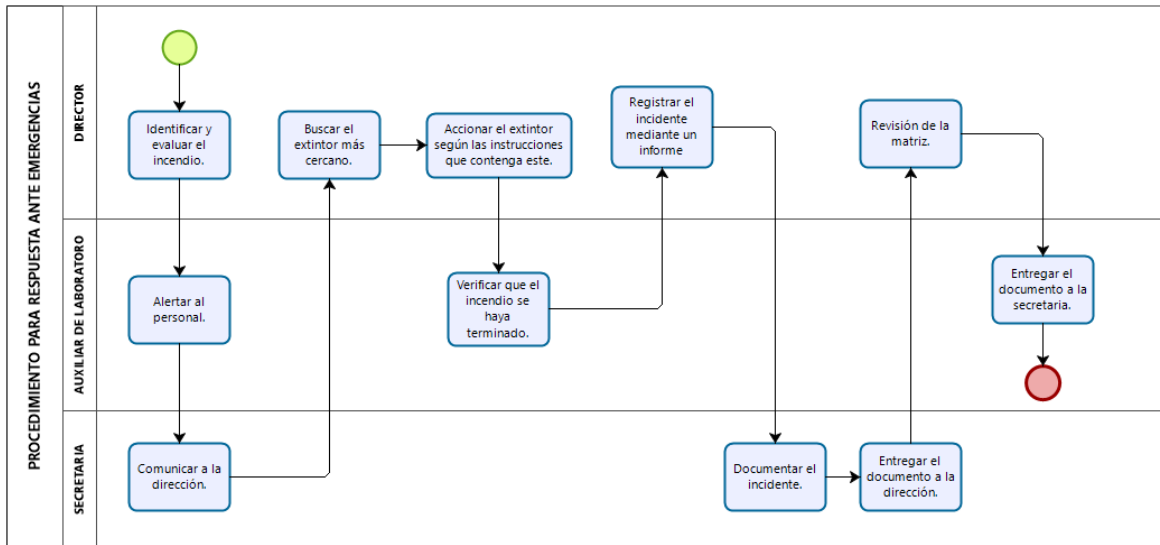 PROCEDIMIENTO PARA RESPUESTA ANTE EMERGENCIAS
DIRECTOR
Identificar y
evaluar el
incendio.
Buscar el
extintor más
cercano.
Accionar el extintor
según las instrucciones
que contenga este.
Registrar el
incidente
mediante un
informe
Revisión de la
matriz.
AUXILIAR DE LABORATORO
Alertar al
personal.
Verificar que el
incendio se
haya
terminado.
Entregar el
documento a la
secretaria.
SECRETARIA
Comunicar a la
dirección.
Documentar el
incidente.
Entregar el
documento a la
dirección.